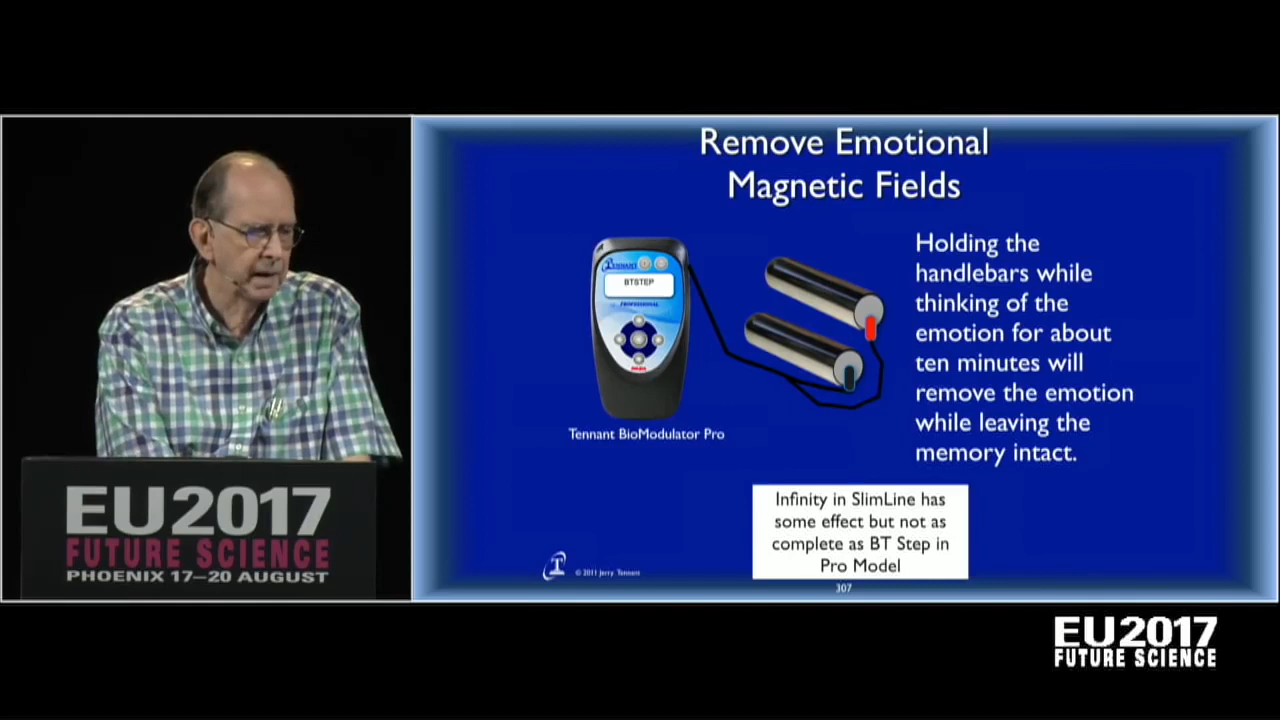 Remove Emotional
Magnetic Fields
TENNANT
BTSTEP
PROFESSIONAL
Tennant BioModulator Pro
Holding the
handlebars while
thinking of the
emotion for about
ten minutes will
remove the emotion
while leaving the
memory intact.
Infinity in SlimLine has
some effect but not as
complete as BT Step in
Pro Model
T
© 2011 Jerry Tennant
307
EU2017
FUTURE SCIENCE
PHOENIX 17–20 AUGUST
EU2017
FUTURE SCIENCE